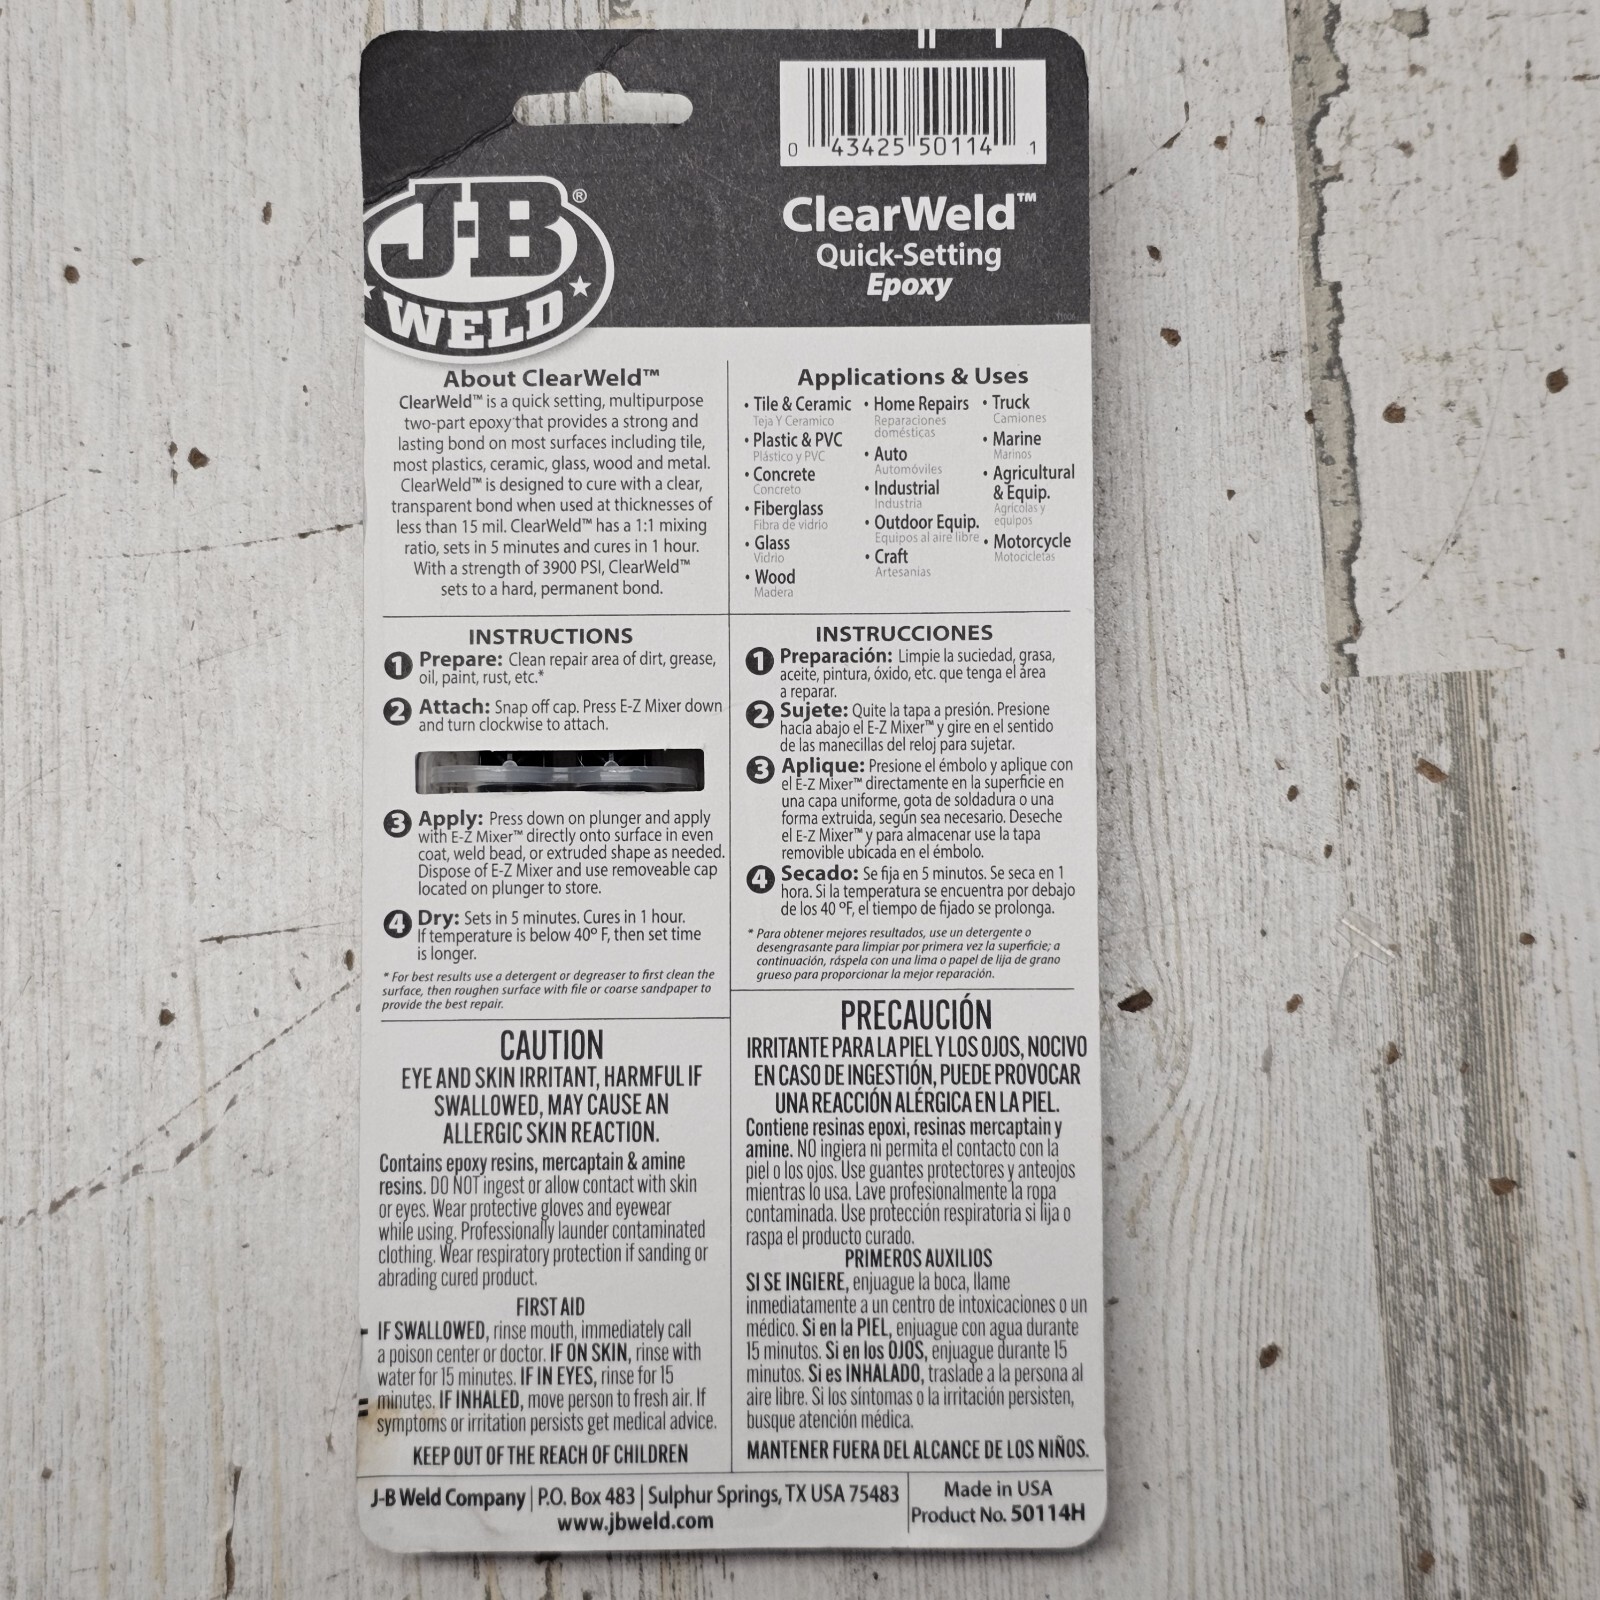 0 43425 50114 1
J-B®
WELD
ClearWeld™
Quick-Setting
Epoxy
About ClearWeld™
ClearWeld™ is a quick setting, multipurpose
two-part epoxy that provides a strong and
lasting bond on most surfaces including tile,
most plastics, ceramic, glass, wood and metal.
ClearWeld™ is designed to cure with a clear,
transparent bond when used at thicknesses of
less than 15 mil. ClearWeld™ has a 1:1 mixing
ratio, sets in 5 minutes and cures in 1 hour.
With a strength of 3900 PSI, ClearWeld™
sets to a hard, permanent bond.
Applications & Uses
• Tile & Ceramic
Teja Y Ceramico
• Plastic & PVC
Plástico y PVC
• Concrete
Concreto
• Fiberglass
Fibra de vidrio
• Glass
Vidrio
• Wood
Madera
• Home Repairs
Reparaciones
domésticas
• Auto
Automóviles
• Industrial
Industria
• Outdoor Equip.
Equipos al aire libre
• Craft
Artesanias
• Truck
Camiones
• Marine
Marinos
• Agricultural
& Equip.
Agrícolas y
equipos
• Motorcycle
Motocicletas
INSTRUCTIONS
1 Prepare: Clean repair area of dirt, grease,
oil, paint, rust, etc.*
2 Attach: Snap off cap. Press E-Z Mixer down
and turn clockwise to attach.
3 Apply: Press down on plunger and apply
with E-Z Mixer™ directly onto surface in even
coat, weld bead, or extruded shape as needed.
Dispose of E-Z Mixer and use removeable cap
located on plunger to store.
4 Dry: Sets in 5 minutes. Cures in 1 hour.
If temperature is below 40º F, then set time
is longer.
* For best results use a detergent or degreaser to first clean the
surface, then roughen surface with file or coarse sandpaper to
provide the best repair.
INSTRUCCIONES
1 Preparación: Limpie la suciedad, grasa,
aceite, pintura, óxido, etc. que tenga el área
a reparar.
2 Sujete: Quite la tapa a presión. Presione
hacía abajo el E-Z Mixer™ y gire en el sentido
de las manecillas del reloj para sujetar.
3 Aplique: Presione el émbolo y aplique con
el E-Z Mixer™ directamente en la superficie en
una capa uniforme, gota de soldadura o una
forma extruida, según sea necesario. Deseche
el E-Z Mixer™ y para almacenar use la tapa
removible ubicada en el émbolo.
4 Secado: Se fija en 5 minutos. Se seca en 1
hora. Si la temperatura se encuentra por debajo
de los 40 ºF, el tiempo de fijado se prolonga.
* Para obtener mejores resultados, use un detergente o
desengrasante para limpiar por primera vez la superficie; a
continuación, ráspela con una lima o papel de lija de grano
grueso para proporcionar la mejor reparación.
CAUTION
EYE AND SKIN IRRITANT, HARMFUL IF
SWALLOWED, MAY CAUSE AN
ALLERGIC SKIN REACTION.
Contains epoxy resins, mercaptain & amine
resins. DO NOT ingest or allow contact with skin
or eyes. Wear protective gloves and eyewear
while using. Professionally launder contaminated
clothing. Wear respiratory protection if sanding or
abrading cured product.
FIRST AID
IF SWALLOWED, rinse mouth, immediately call
a poison center or doctor. IF ON SKIN, rinse with
water for 15 minutes. IF IN EYES, rinse for 15
minutes. IF INHALED, move person to fresh air. If
symptoms or irritation persists get medical advice.
KEEP OUT OF THE REACH OF CHILDREN
PRECAUCIÓN
IRRITANTE PARA LA PIEL Y LOS OJOS, NOCIVO
EN CASO DE INGESTIÓN, PUEDE PROVOCAR
UNA REACCIÓN ALÉRGICA EN LA PIEL.
Contiene resinas epoxi, resinas mercaptain y
amine. NO ingiera ni permita el contacto con la
piel o los ojos. Use guantes protectores y anteojos
mientras lo usa. Lave profesionalmente la ropa
contaminada. Use protección respiratoria si lija o
raspa el producto curado.
PRIMEROS AUXILIOS
SI SE INGIERE, enjuague la boca, llame
inmediatamente a un centro de intoxicaciones o un
médico. Si en la PIEL, enjuague con agua durante
15 minutos. Si en los OJOS, enjuague durante 15
minutos. Si es INHALADO, traslade a la persona al
aire libre. Si los síntomas o la irritación persisten,
busque atención médica.
MANTENER FUERA DEL ALCANCE DE LOS NIÑOS.
J-B Weld Company | P.O. Box 483 | Sulphur Springs, TX USA 75483
www.jbweld.com
Made in USA
Product No. 50114H